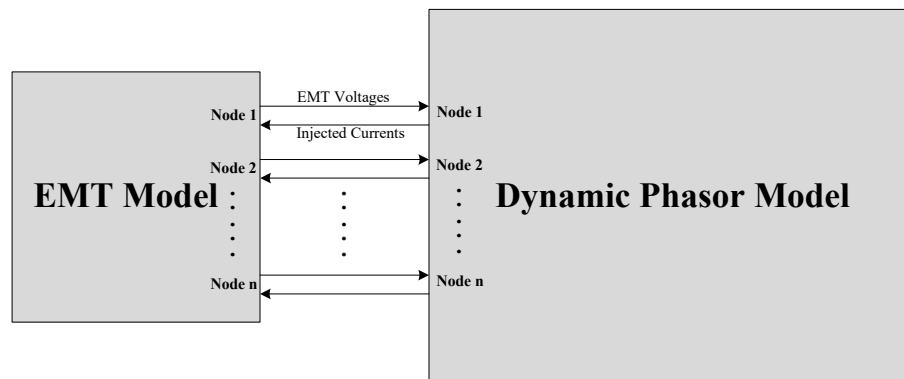 EMT Voltages
Node 1
Node 1
Injected Currents
Node 2
Node 2
EMT Model
Dynamic Phasor Model
Node n
Node n